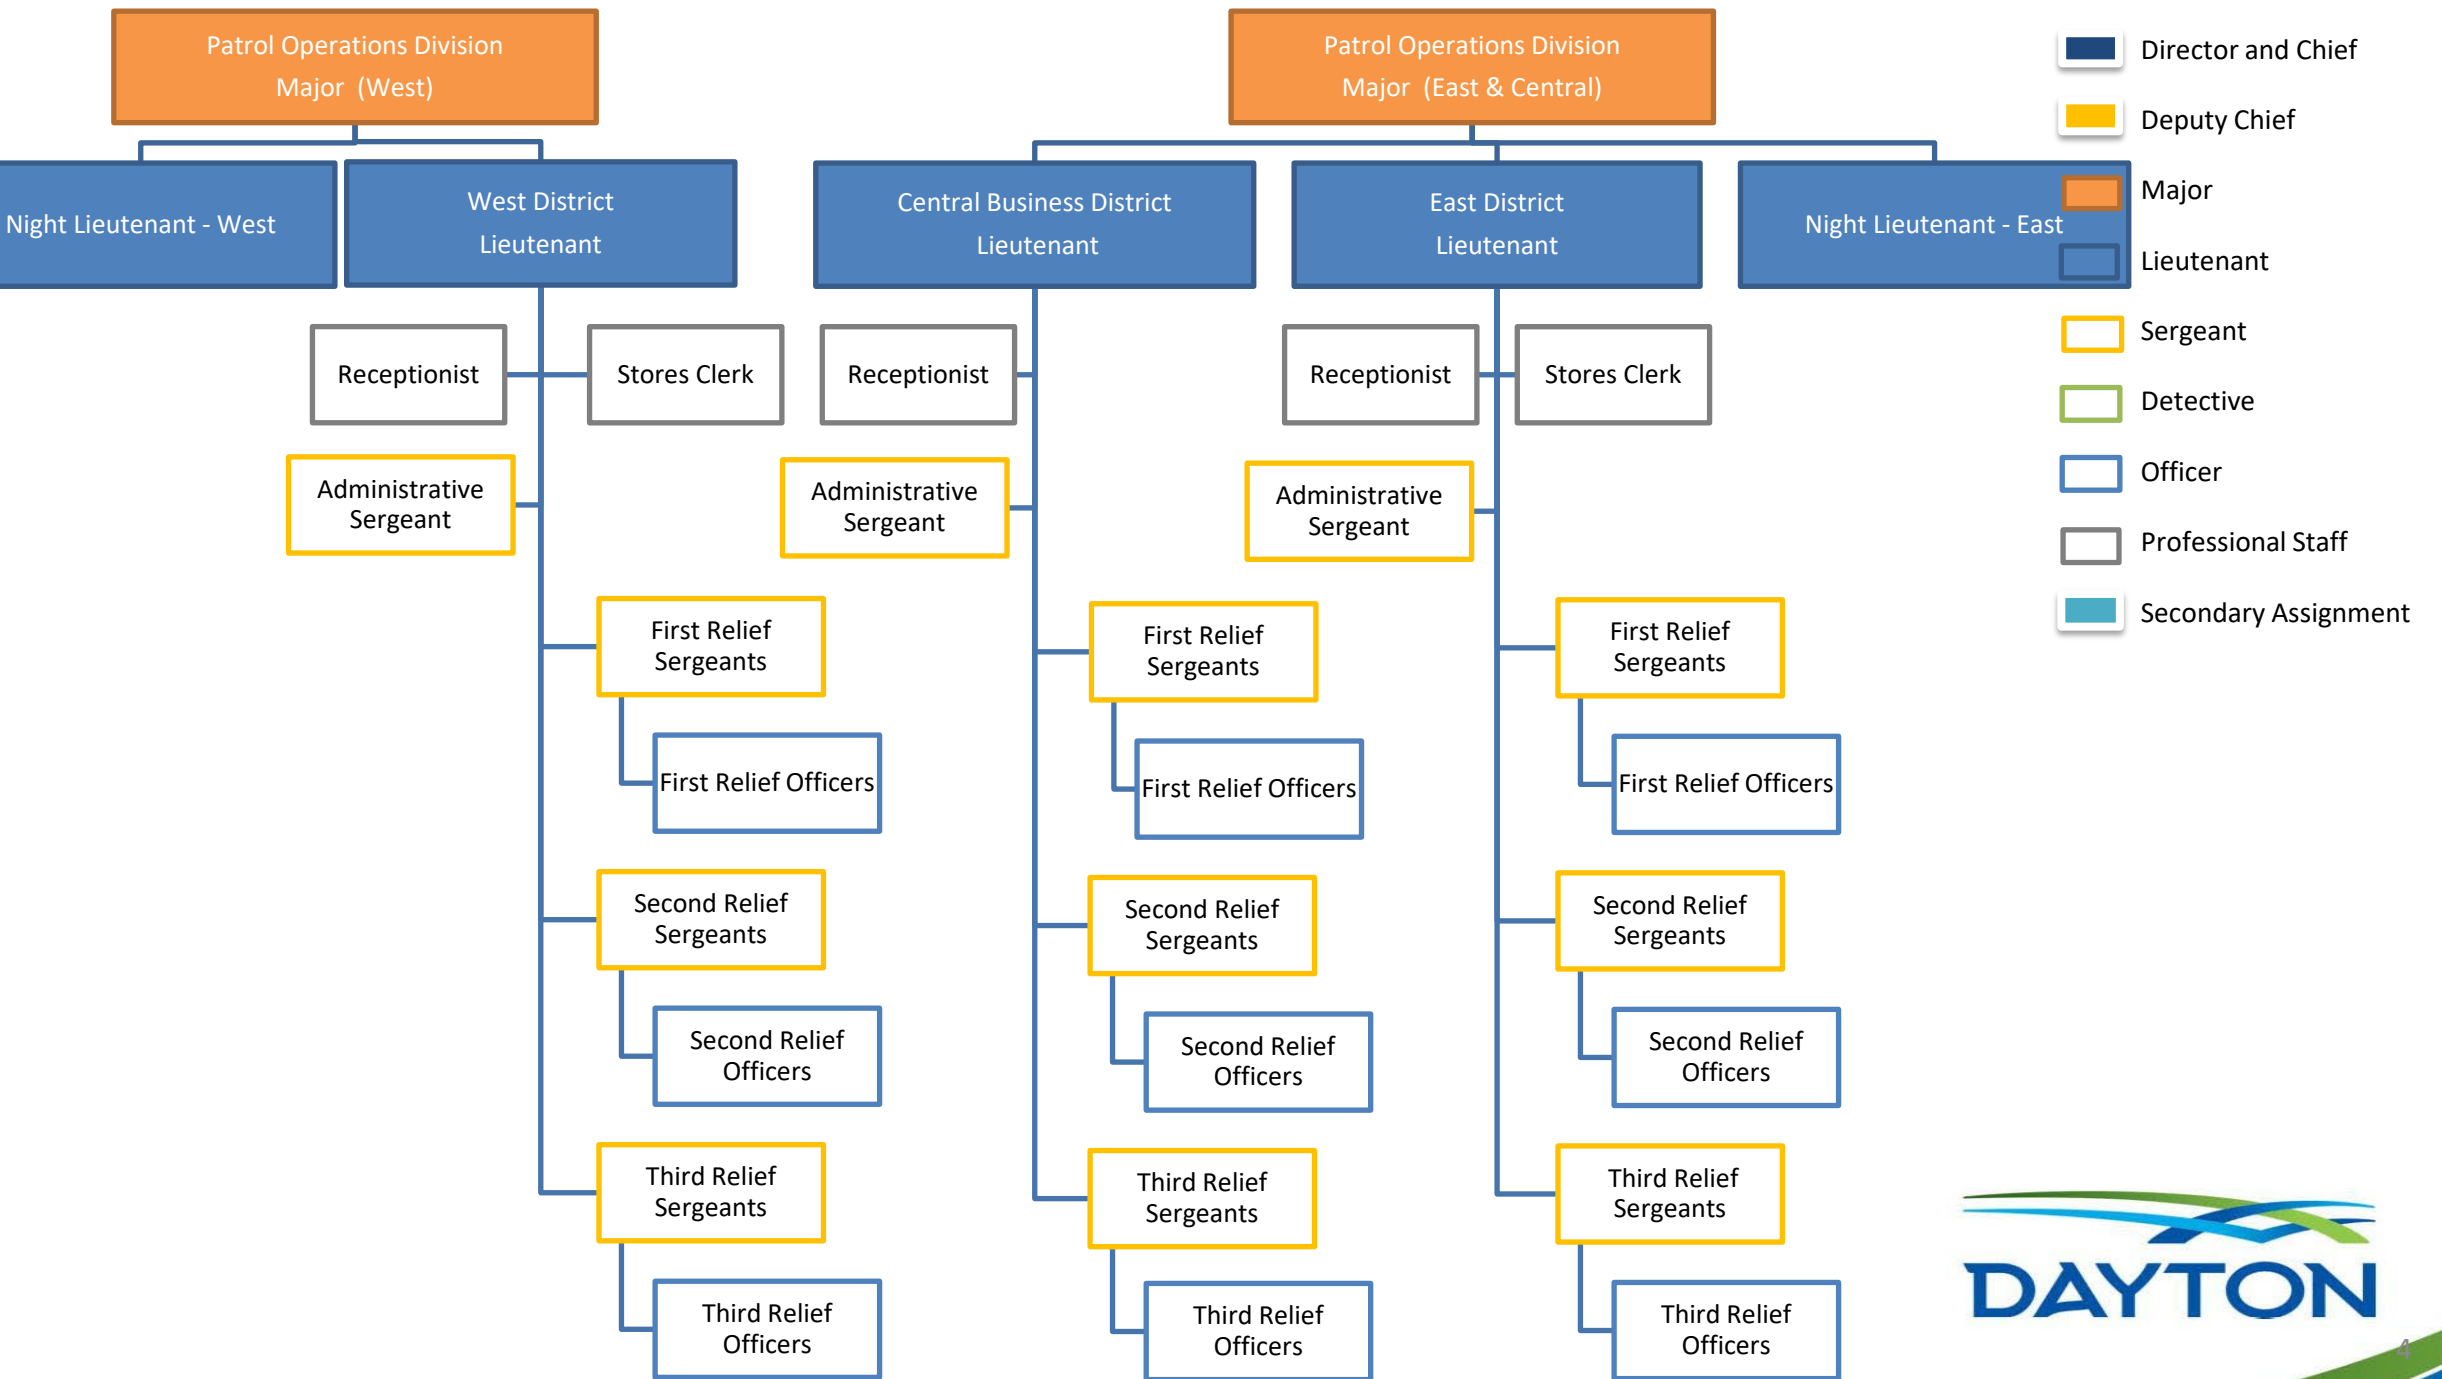 Patrol Operations Division
Major (West)
Patrol Operations Division
Major (East & Central)
Night Lieutenant - West
West District
Lieutenant
Central Business District
Lieutenant
East District
Lieutenant
Night Lieutenant - East
Receptionist
Stores Clerk
Receptionist
Receptionist
Stores Clerk
Administrative
Sergeant
Administrative
Sergeant
Administrative
Sergeant
First Relief
Sergeants
First Relief
Sergeants
First Relief
Sergeants
First Relief Officers
First Relief Officers
First Relief Officers
Second Relief
Sergeants
Second Relief
Sergeants
Second Relief
Sergeants
Second Relief
Officers
Second Relief
Officers
Second Relief
Officers
Third Relief
Sergeants
Third Relief
Sergeants
Third Relief
Sergeants
Third Relief
Officers
Third Relief
Officers
Third Relief
Officers
Director and Chief
Deputy Chief
Major
Lieutenant
Sergeant
Detective
Officer
Professional Staff
Secondary Assignment
DAYTON
4